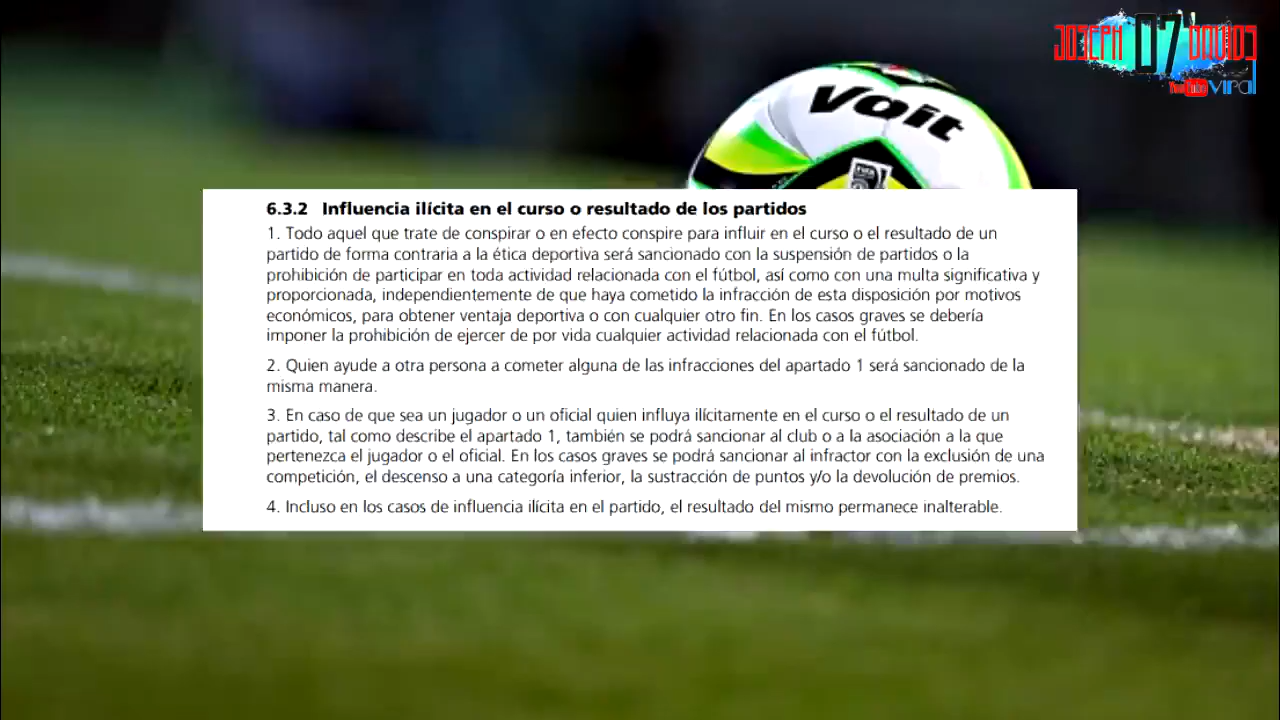 JOSEPH 07 DAVID
YouTube viral
Voit
6.3.2 Influencia ilícita en el curso o resultado de los partidos
1. Todo aquel que trate de conspirar o en efecto conspire para influir en el curso o el resultado de un
partido de forma contraria a la ética deportiva será sancionado con la suspensión de partidos o la
prohibición de participar en toda actividad relacionada con el fútbol, así como con una multa significativa y
proporcionada, independientemente de que haya cometido la infracción de esta disposición por motivos
económicos, para obtener ventaja deportiva o con cualquier otro fin. En los casos graves se debería
imponer la prohibición de ejercer de por vida cualquier actividad relacionada con el fútbol.
2. Quien ayude a otra persona a cometer alguna de las infracciones del apartado 1 será sancionado de la
misma manera.
3. En caso de que sea un jugador o un oficial quien influya ilícitamente en el curso o el resultado de un
partido, tal como describe el apartado 1, también se podrá sancionar al club o a la asociación a la que
pertenezca el jugador o el oficial. En los casos graves se podrá sancionar al infractor con la exclusión de una
competición, el descenso a una categoría inferior, la sustracción de puntos y/o la devolución de premios.
4. Incluso en los casos de influencia ilícita en el partido, el resultado del mismo permanece inalterable.